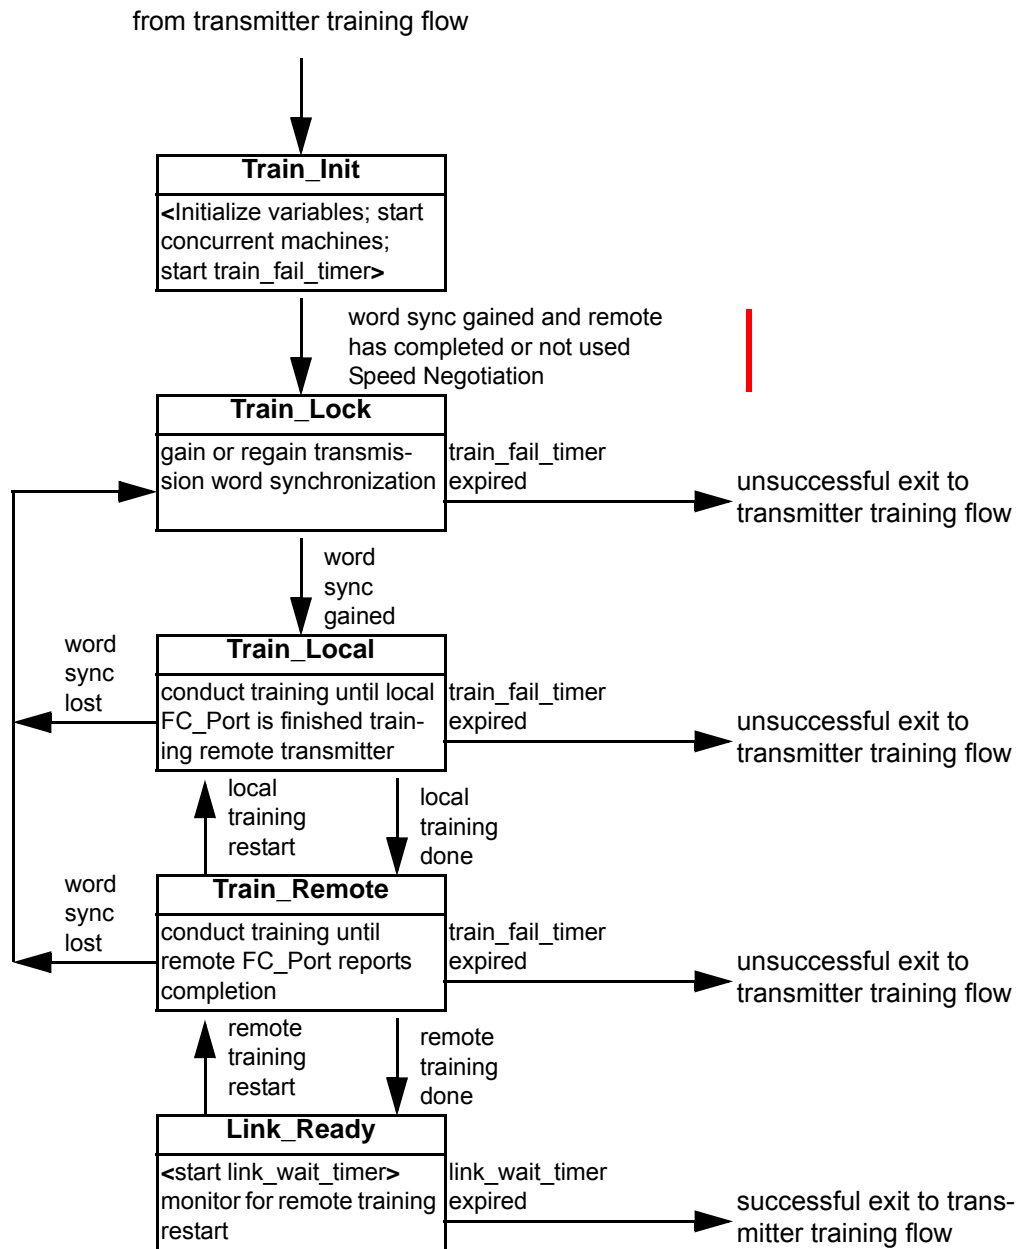 from transmitter training flow
Train_Init
<Initialize variables; start
concurrent machines;
start train_fail_timer>
word sync gained and remote
has completed or not used
Speed Negotiation
Train_Lock
gain or regain transmis-
sion word synchronization
train_fail_timer
expired
unsuccessful exit to
transmitter training flow
word
sync
gained
word
sync
lost
Train_Local
conduct training until local
FC_Port is finished train-
ing remote transmitter
train_fail_timer
expired
unsuccessful exit to
transmitter training flow
local
training
restart
local
training
done
word
sync
lost
Train_Remote
conduct training until
remote FC_Port reports
completion
train_fail_timer
expired
unsuccessful exit to
transmitter training flow
remote
training
restart
remote
training
done
Link_Ready
<start link_wait_timer>
monitor for remote training
restart
link_wait_timer
expired
successful exit to trans-
mitter training flow